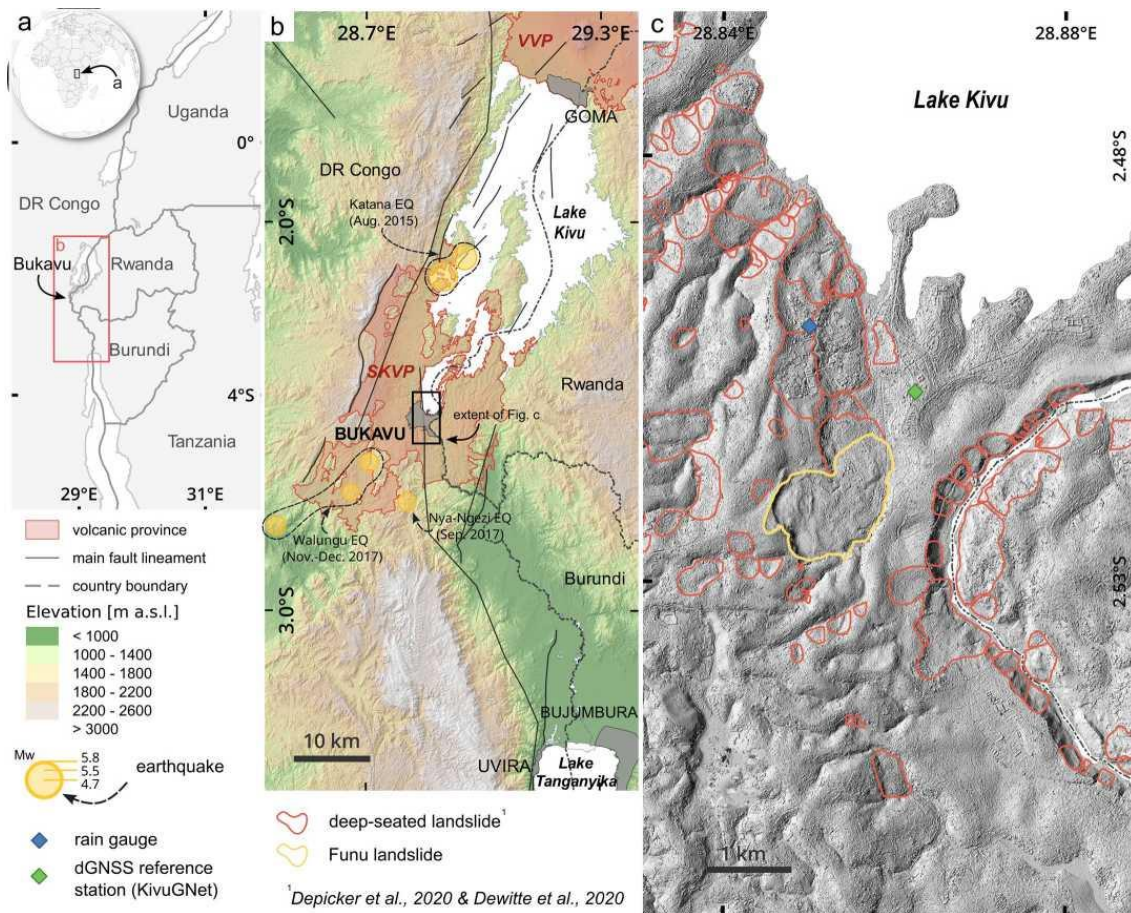 a
a
Uganda
0°
DR Congo
b
Bukavu
Rwanda
Burundi
4°S
Tanzania
29°E
31°E
volcanic province
main fault lineament
country boundary
Elevation [m a.s.l.]
< 1000
1000 - 1400
1400 - 1800
1800 - 2200
2200 - 2600
> 3000
Mw
5.8
5.5
4.7
earthquake
rain gauge
dGNSS reference
station (KivuGNet)
b
28.7°E
29.3°E
VVP
GOMA
DR Congo
Katana EQ
(Aug. 2015)
2.0°S
Lake
Kivu
SKVP
Rwanda
BUKAVU
extent of Fig. c
Nya-Ngezi EQ
(Sep. 2017)
Walungu EQ
(Nov.-Dec. 2017)
Burundi
3.0°S
BUJUMBURA
10 km
UVIRA
Lake
Tanganyika
deep-seated landslide1
Funu landslide
1Depicker et al., 2020 & Dewitte et al., 2020
c
28.84°E
28.88°E
Lake Kivu
2.48°S
2.53°S
1 km